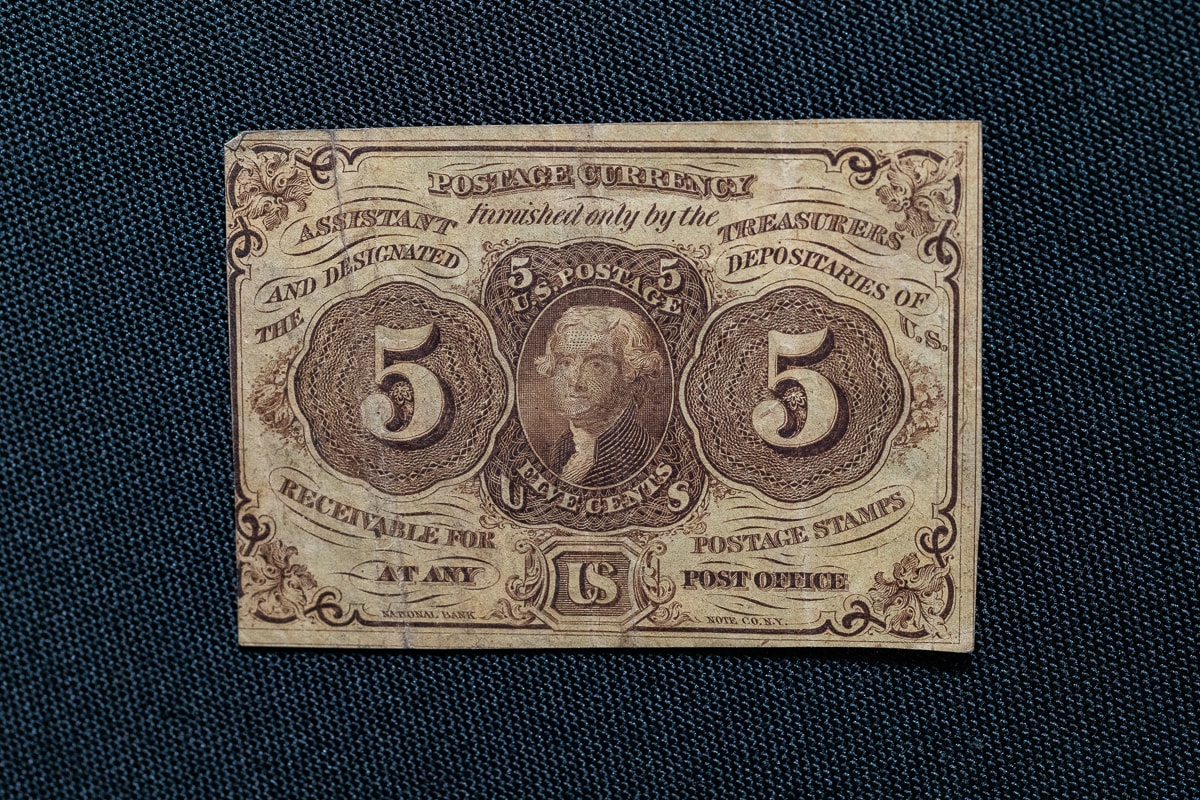 POSTAGE CURRENCY
furnished only by the
ASSISTANT TREASURERS
AND DESIGNATED DEPOSITARIES OF
THE U.S.
5 5
U.S. POSTAGE
5 5
FIVE CENTS
U S
RECEIVABLE FOR POSTAGE STAMPS
AT ANY POST OFFICE
US
NATIONAL BANK NOTE CO. N.Y.